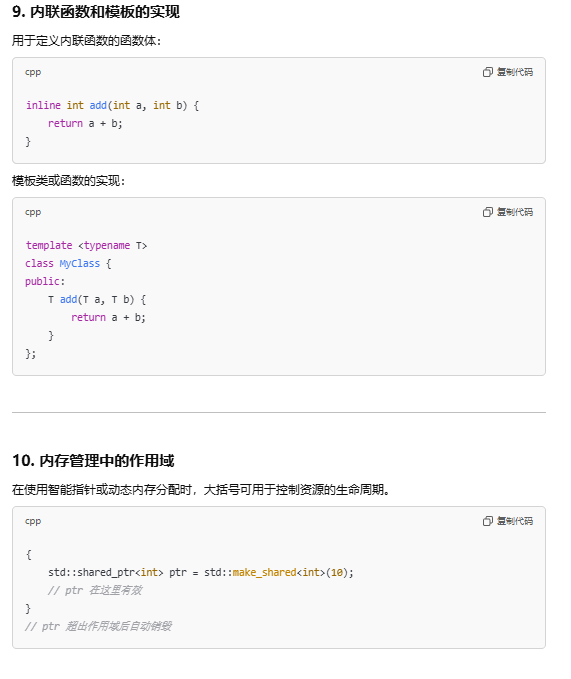 9. 内联函数和模板的实现
用于定义内联函数的函数体：
cpp 复制代码
inline int add(int a, int b) {
    return a + b;
}
模板类或函数的实现：
cpp 复制代码
template <typename T>
class MyClass {
public:
    T add(T a, T b) {
        return a + b;
    }
};
10. 内存管理中的作用域
在使用智能指针或动态内存分配时，大括号可用于控制资源的生命周期。
cpp 复制代码
{
    std::shared_ptr<int> ptr = std::make_shared<int>(10);
    // ptr 在这里有效
}
// ptr 超出作用域后自动销毁